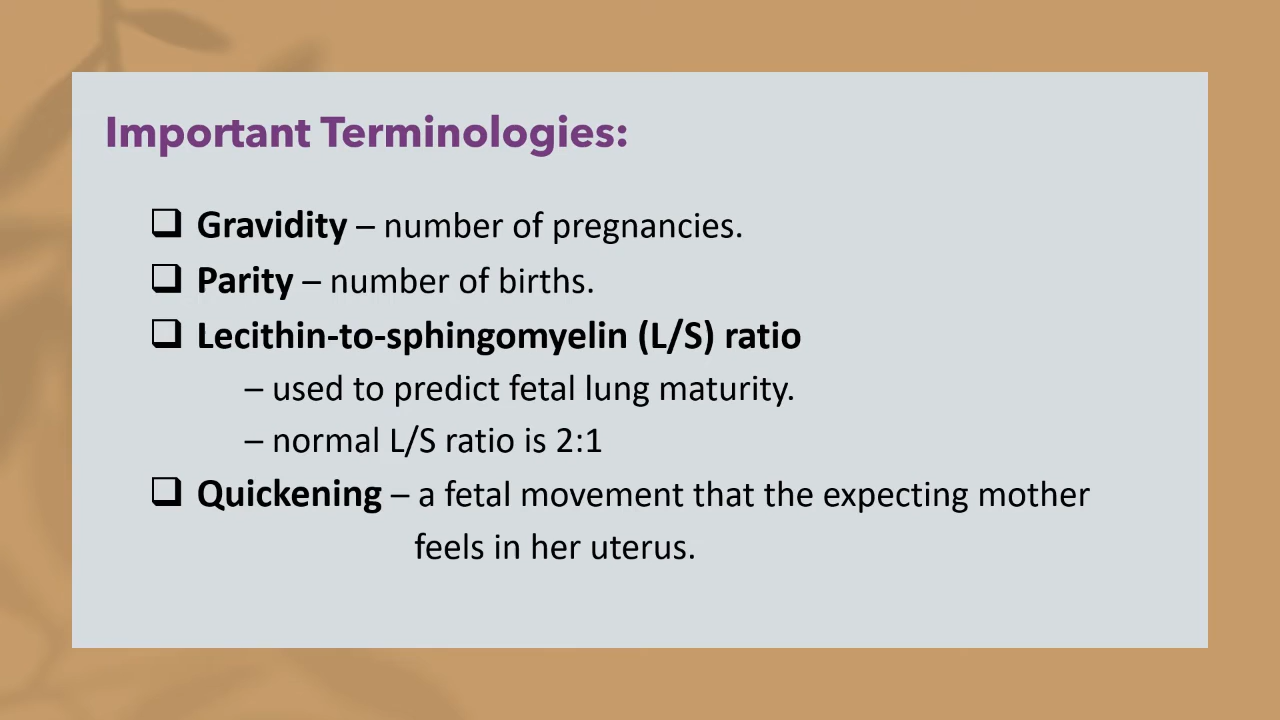 Important Terminologies:
❑ Gravidity – number of pregnancies.
❑ Parity – number of births.
❑ Lecithin-to-sphingomyelin (L/S) ratio
– used to predict fetal lung maturity.
– normal L/S ratio is 2:1
❑ Quickening – a fetal movement that the expecting mother
feels in her uterus.